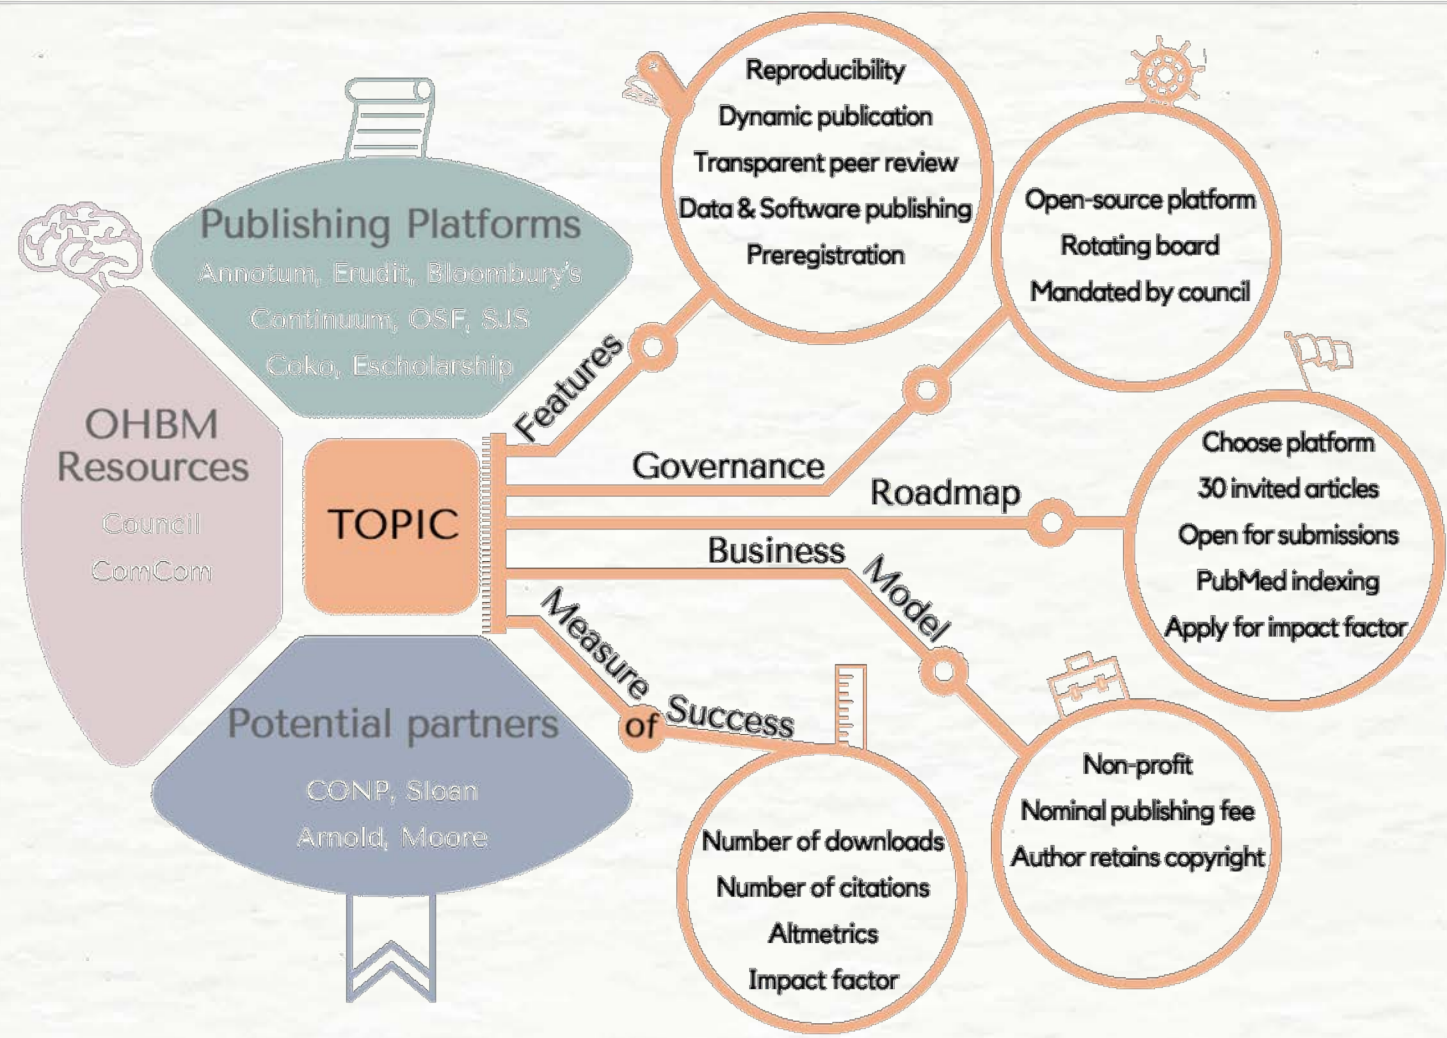 Publishing Platforms
Annotum, Erudit, Bloombury's
Continuum, OSF, SJS
Coko, Escholarship
OHBM
Resources
Council
ComCom
TOPIC
Potential partners
CONP, Sloan
Arnold, Moore
Features
Reproducibility
Dynamic publication
Transparent peer review
Data & Software publishing
Preregistration
Governance
Open-source platform
Rotating board
Mandated by council
Roadmap
Choose platform
30 invited articles
Open for submissions
PubMed indexing
Apply for impact factor
Business Model
Non-profit
Nominal publishing fee
Author retains copyright
Measure of Success
Number of downloads
Number of citations
Altmetrics
Impact factor